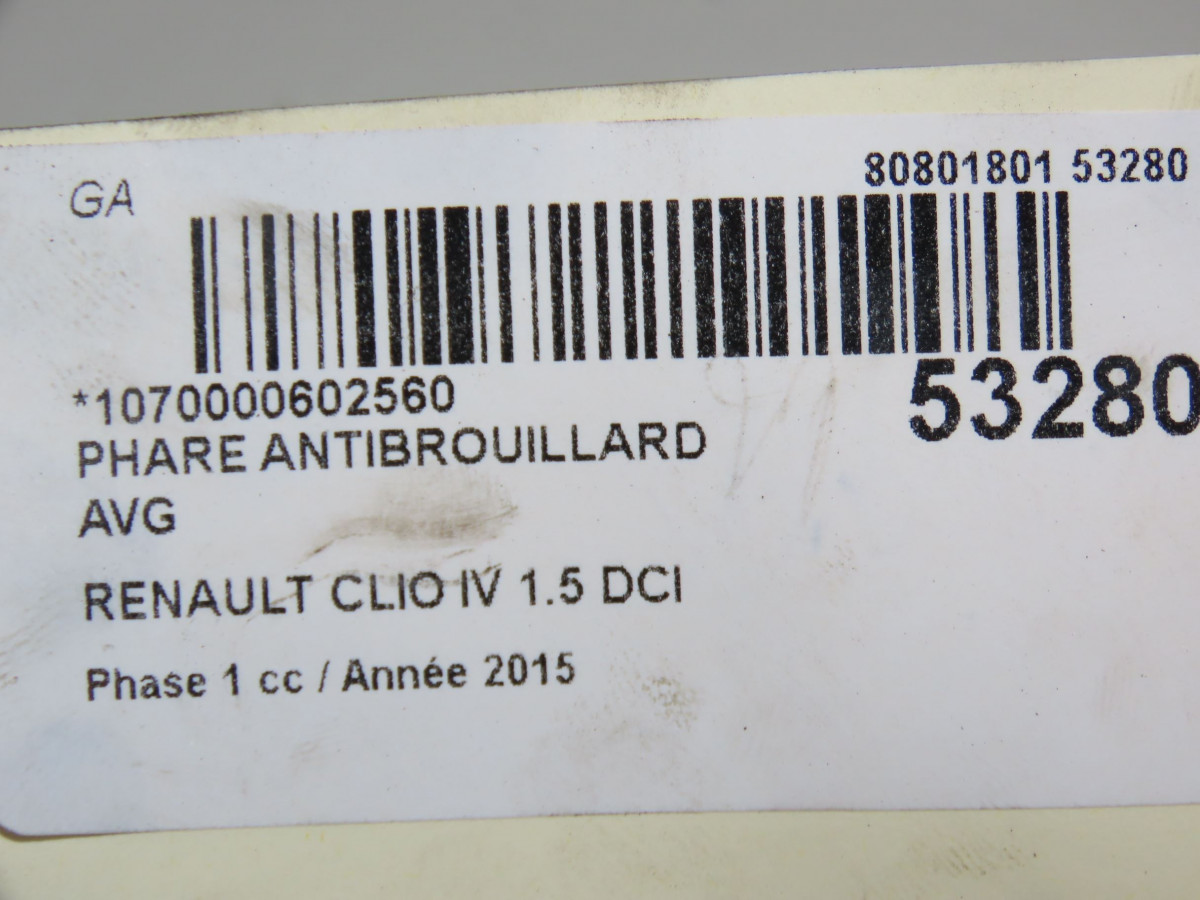 80801801 53280
GA
*1070000602560
53280
PHARE ANTIBROUILLARD
AVG
RENAULT CLIO IV 1.5 DCI
Phase 1 cc / Année 2015